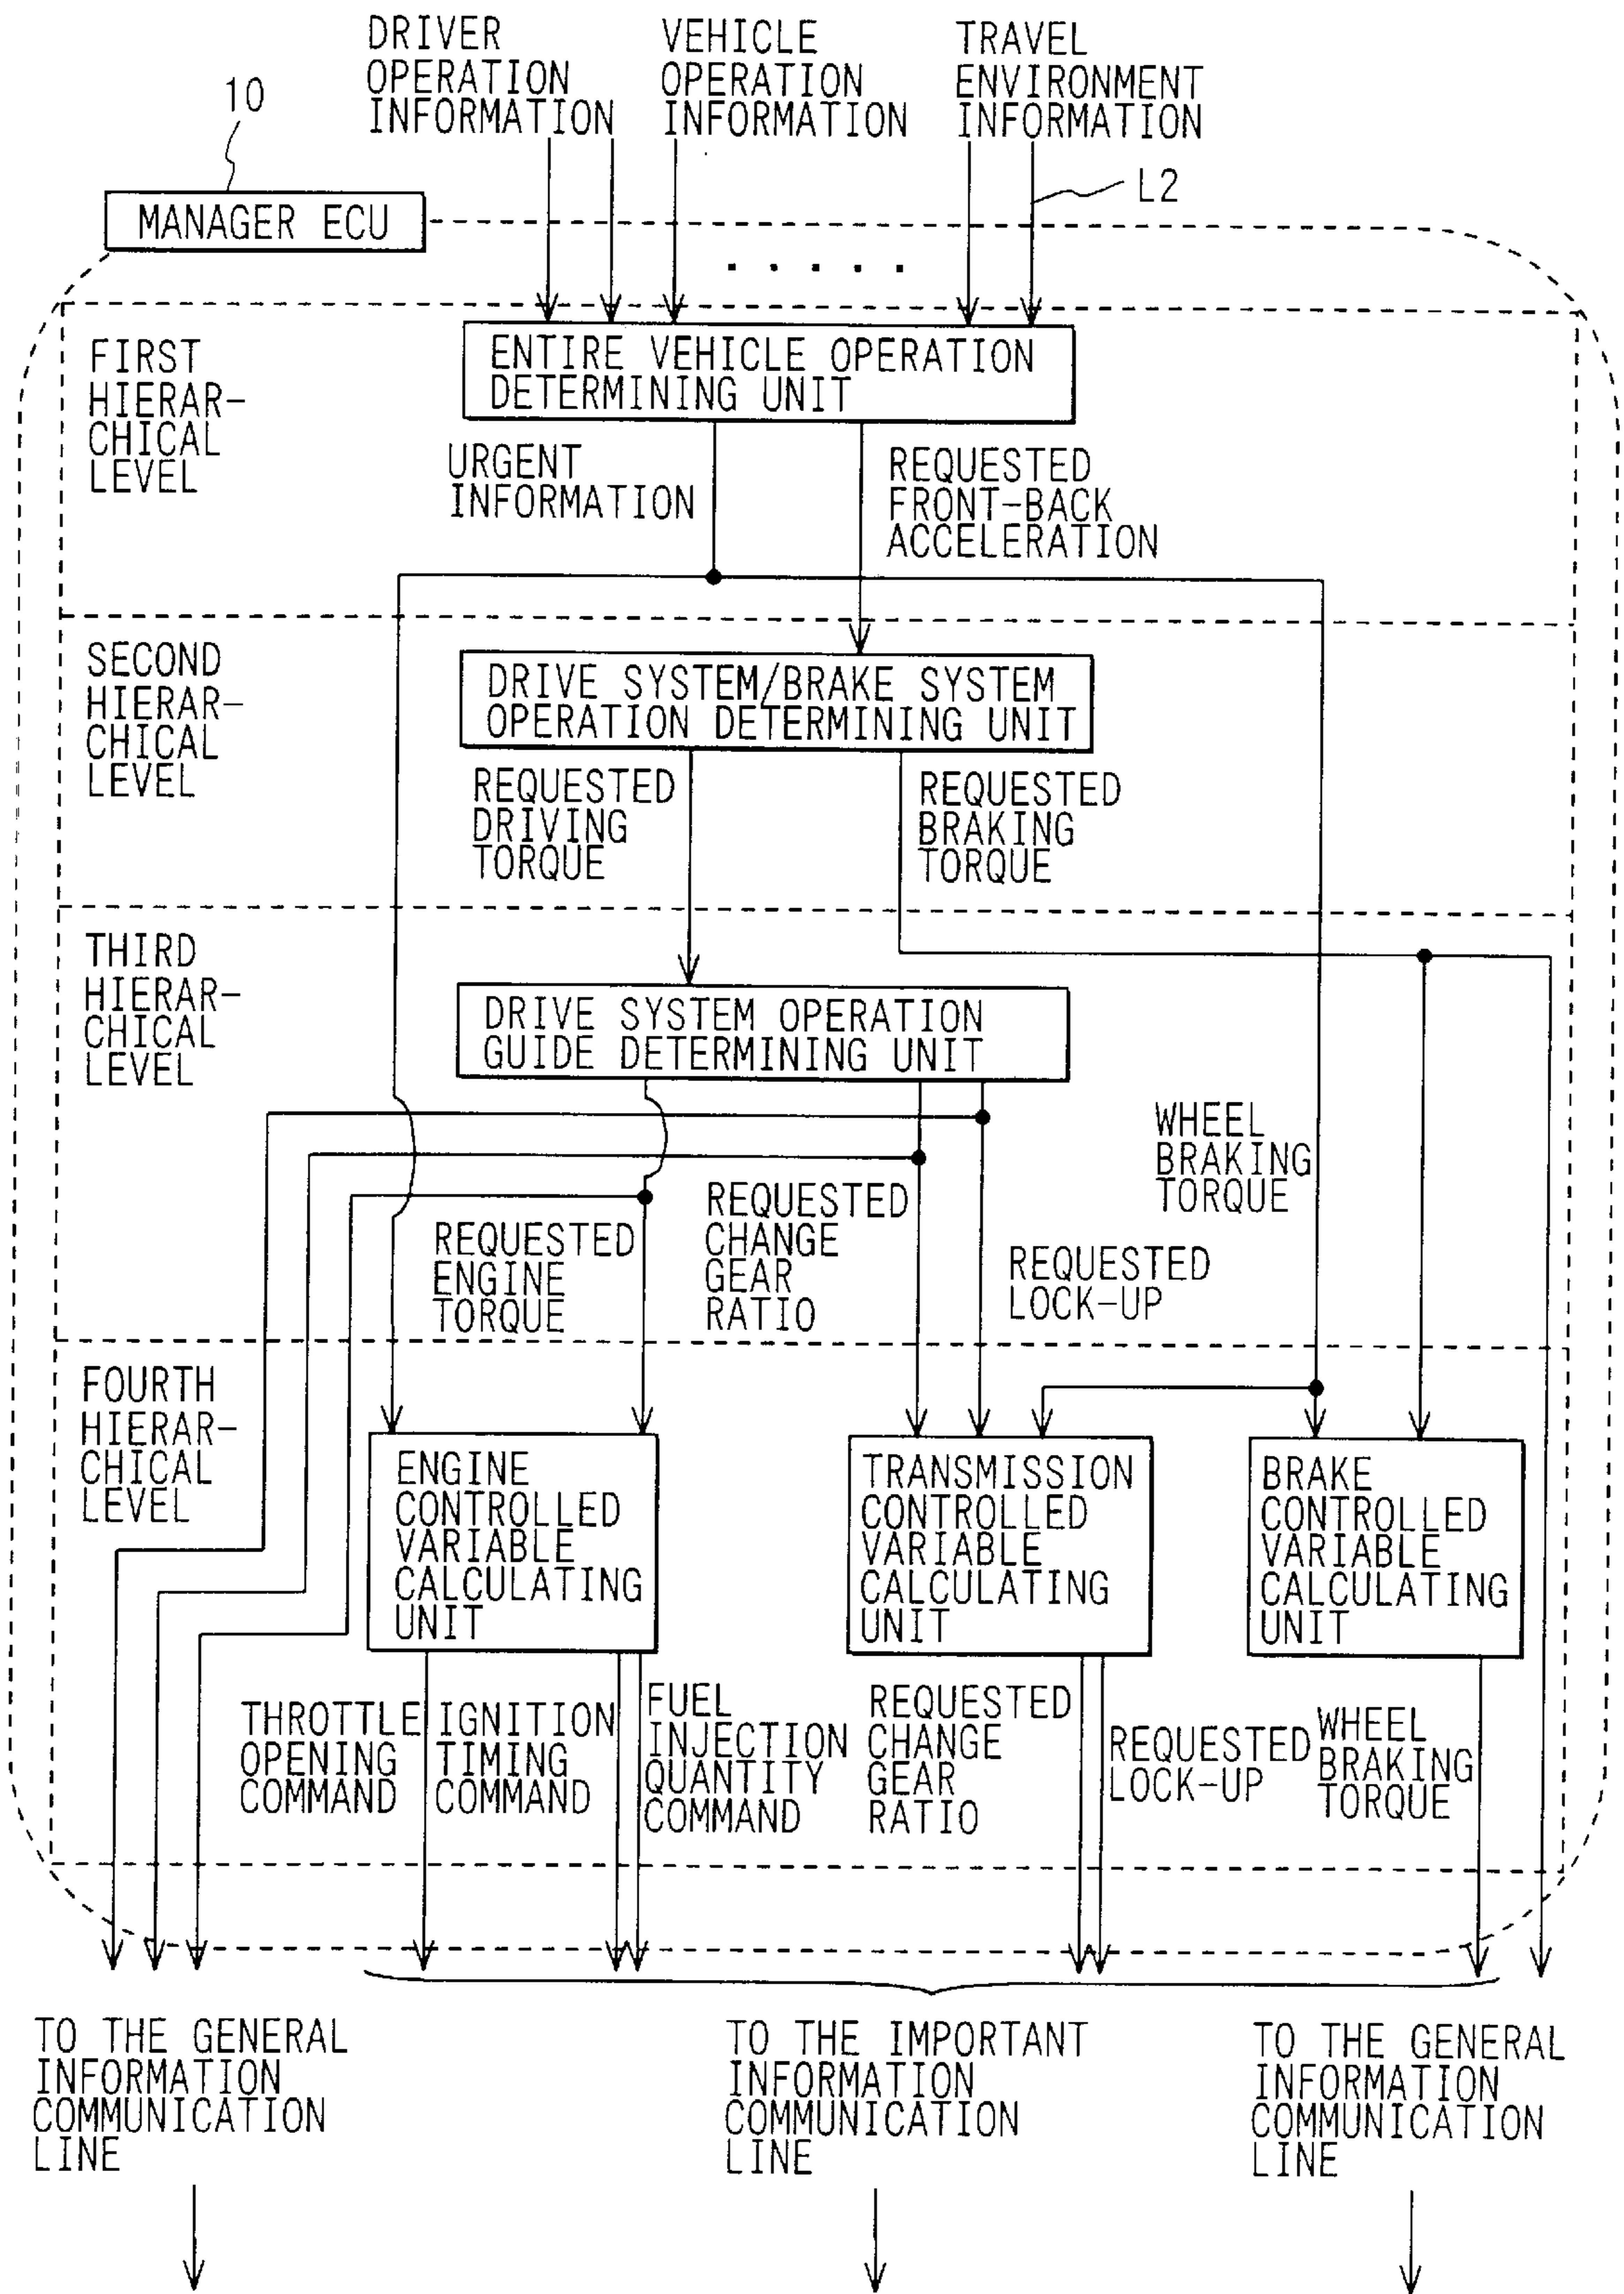 DRIVER
OPERATION
INFORMATION
VEHICLE
OPERATION
INFORMATION
TRAVEL
ENVIRONMENT
INFORMATION
10
L2
MANAGER ECU
FIRST
HIERAR-
CHICAL
LEVEL
ENTIRE VEHICLE OPERATION
DETERMINING UNIT
URGENT
INFORMATION
REQUESTED
FRONT-BACK
ACCELERATION
SECOND
HIERAR-
CHICAL
LEVEL
DRIVE SYSTEM/BRAKE SYSTEM
OPERATION DETERMINING UNIT
REQUESTED
DRIVING
TORQUE
REQUESTED
BRAKING
TORQUE
THIRD
HIERAR-
CHICAL
LEVEL
DRIVE SYSTEM OPERATION
GUIDE DETERMINING UNIT
WHEEL
BRAKING
TORQUE
REQUESTED
ENGINE
TORQUE
REQUESTED
CHANGE
GEAR
RATIO
REQUESTED
LOCK-UP
FOURTH
HIERAR-
CHICAL
LEVEL
ENGINE
CONTROLLED
VARIABLE
CALCULATING
UNIT
TRANSMISSION
CONTROLLED
VARIABLE
CALCULATING
UNIT
BRAKE
CONTROLLED
VARIABLE
CALCULATING
UNIT
THROTTLE
OPENING
COMMAND
IGNITION
TIMING
COMMAND
FUEL
INJECTION
QUANTITY
COMMAND
REQUESTED
CHANGE
GEAR
RATIO
REQUESTED
LOCK-UP
WHEEL
BRAKING
TORQUE
TO THE GENERAL
INFORMATION
COMMUNICATION
LINE
TO THE IMPORTANT
INFORMATION
COMMUNICATION
LINE
TO THE GENERAL
INFORMATION
COMMUNICATION
LINE